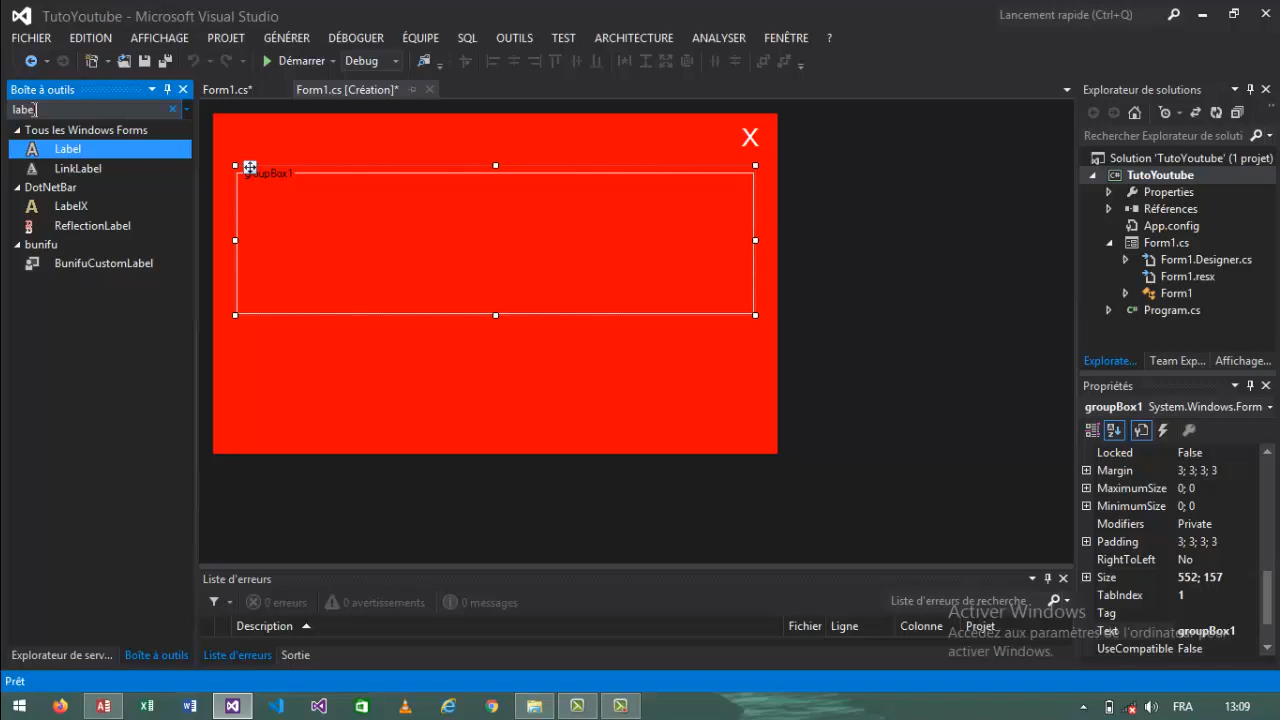 TutoYoutube - Microsoft Visual Studio
Lancement rapide (Ctrl+Q)
FICHIER EDITION AFFICHAGE PROJET GÉNÉRER DÉBOGUER ÉQUIPE SQL OUTILS TEST ARCHITECTURE ANALYSER FENÊTRE ?
Démarrer Debug
Boîte à outils
Form1.cs* Form1.cs [Création]*
Explorateur de solutions
labe
Tous les Windows Forms
Label
LinkLabel
DotNetBar
LabelX
ReflectionLabel
bunifu
BunifuCustomLabel
X
groupBox1
Rechercher Explorateur de soluti
Solution 'TutoYoutube' (1 projet)
TutoYoutube
Properties
Références
App.config
Form1.cs
Form1.Designer.cs
Form1.resx
Form1
Program.cs
Explorate... Team Exp... Affichage...
Propriétés
groupBox1 System.Windows.Form
Locked False
Margin 3; 3; 3; 3
MaximumSize 0; 0
MinimumSize 0; 0
Modifiers Private
Padding 3; 3; 3; 3
RightToLeft No
Size 552; 157
TabIndex 1
Tag
Text groupBox1
UseCompatible False
Liste d'erreurs
0 erreurs 0 avertissements 0 messages
Liste d'erreurs de recherche
Description Fichier Ligne Colonne Projet
Activer Windows
Accédez aux paramètres de l'ordinateur pour
activer Windows.
Explorateur de serv... Boîte à outils Liste d'erreurs Sortie
Prêt
FRA 13:09